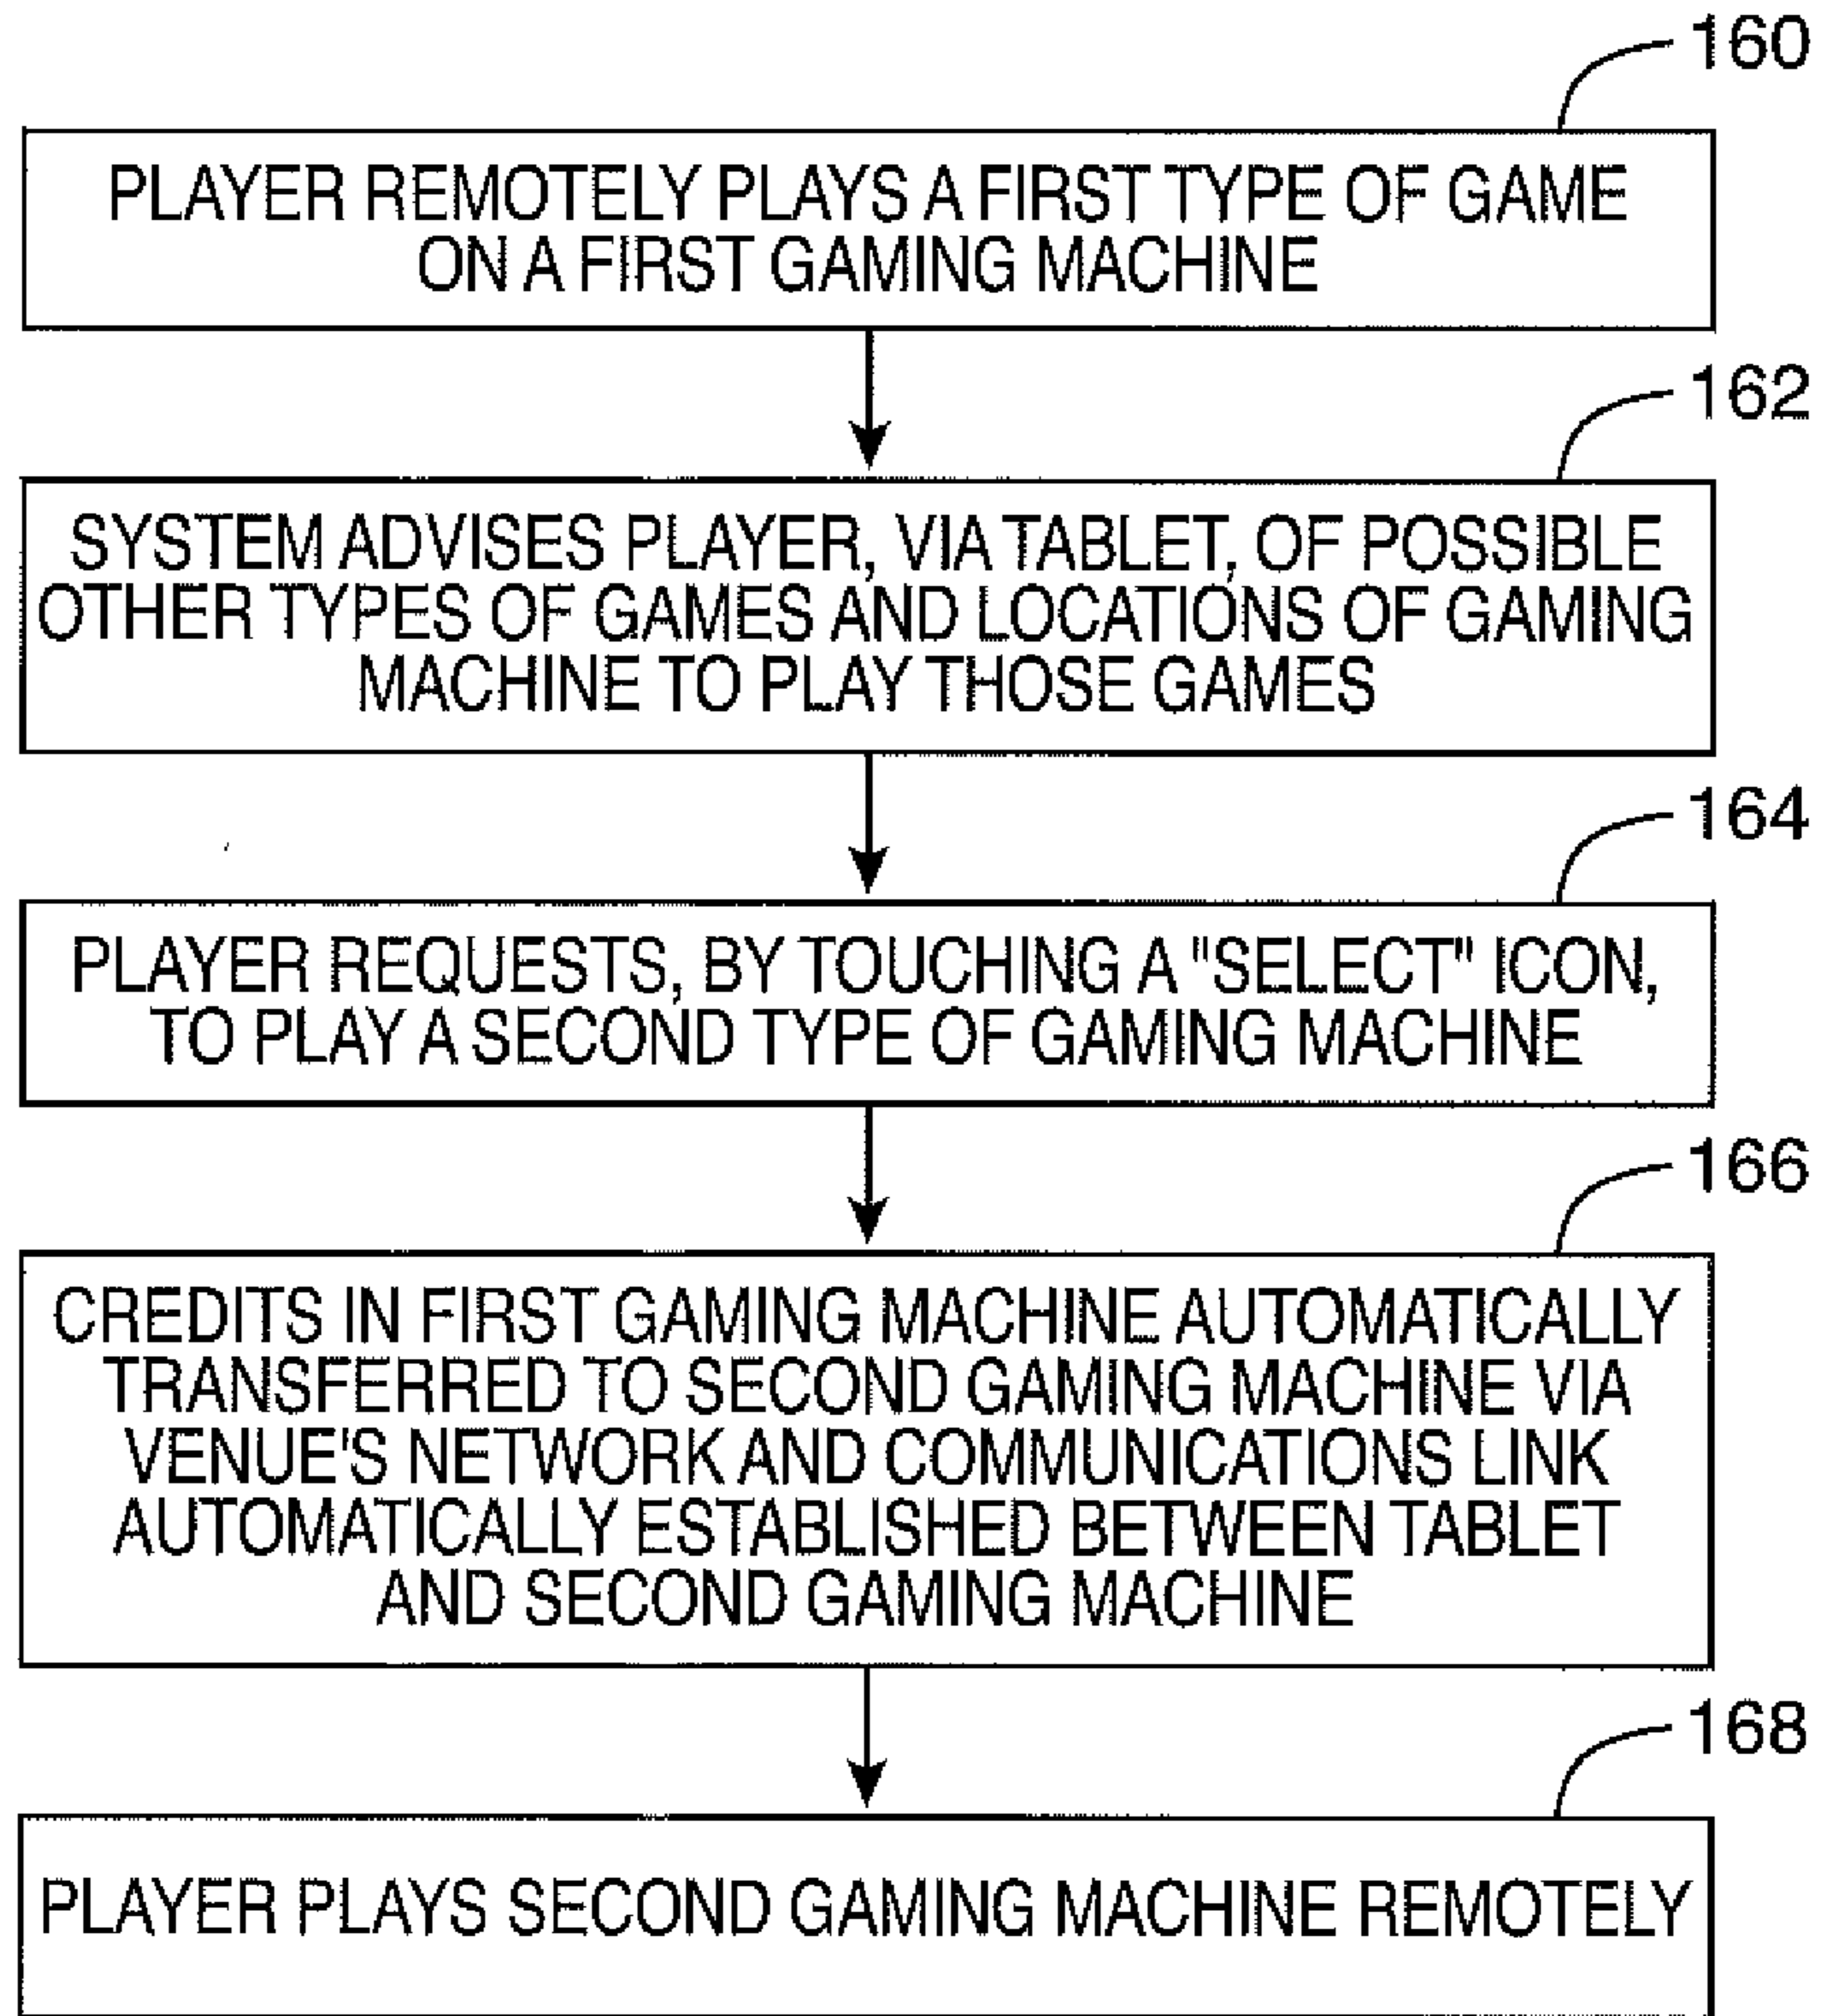 160
PLAYER REMOTELY PLAYS A FIRST TYPE OF GAME
ON A FIRST GAMING MACHINE
162
SYSTEM ADVISES PLAYER, VIA TABLET, OF POSSIBLE
OTHER TYPES OF GAMES AND LOCATIONS OF GAMING
MACHINE TO PLAY THOSE GAMES
164
PLAYER REQUESTS, BY TOUCHING A "SELECT" ICON,
TO PLAY A SECOND TYPE OF GAMING MACHINE
166
CREDITS IN FIRST GAMING MACHINE AUTOMATICALLY
TRANSFERRED TO SECOND GAMING MACHINE VIA
VENUE'S NETWORK AND COMMUNICATIONS LINK
AUTOMATICALLY ESTABLISHED BETWEEN TABLET
AND SECOND GAMING MACHINE
168
PLAYER PLAYS SECOND GAMING MACHINE REMOTELY